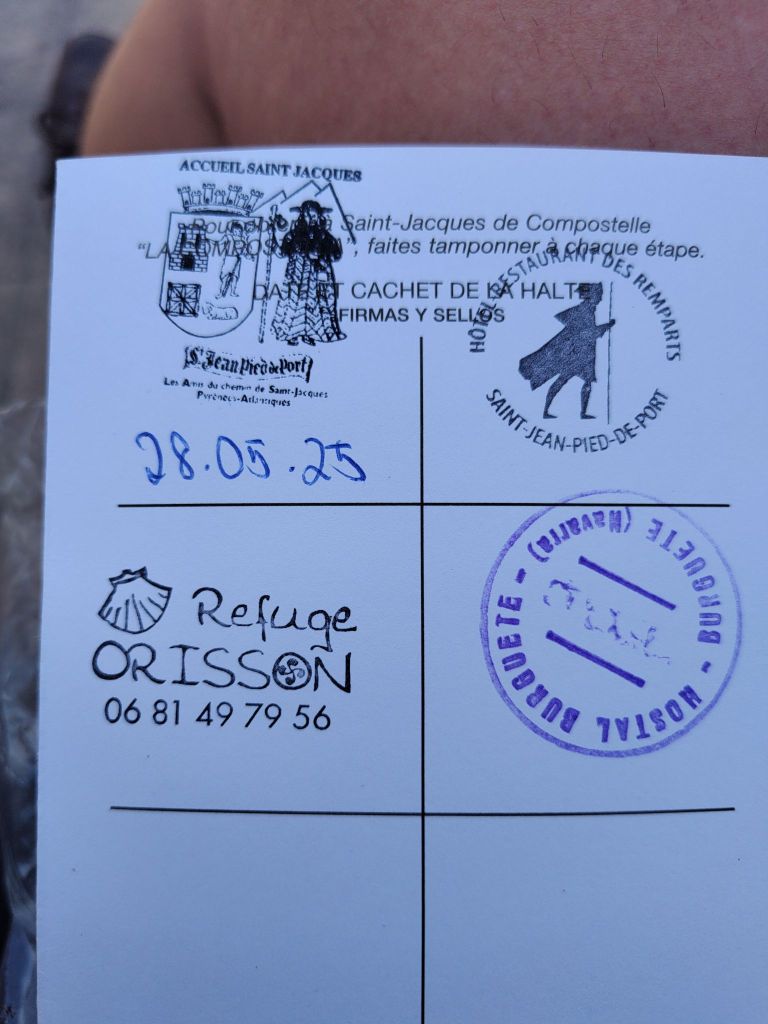 ACCUEIL SAINT JACQUES
à Saint-Jacques de Compostelle
faites tamponner à chaque étape.
DATE ET CACHET DE LA HALTE
FIRMAS Y SELLOS
St Jean Pied de Port
Les Amis du chemin de Saint-Jacques
Pyrénées-Atlantiques
HÔTEL RESTAURANT DES REMPARTS
SAINT-JEAN-PIED-DE-PORT
28.05.25
Refuge
ORISSON
06 81 49 79 56
HOSTAL BURGUETE - BURGUETE (Navarra) -